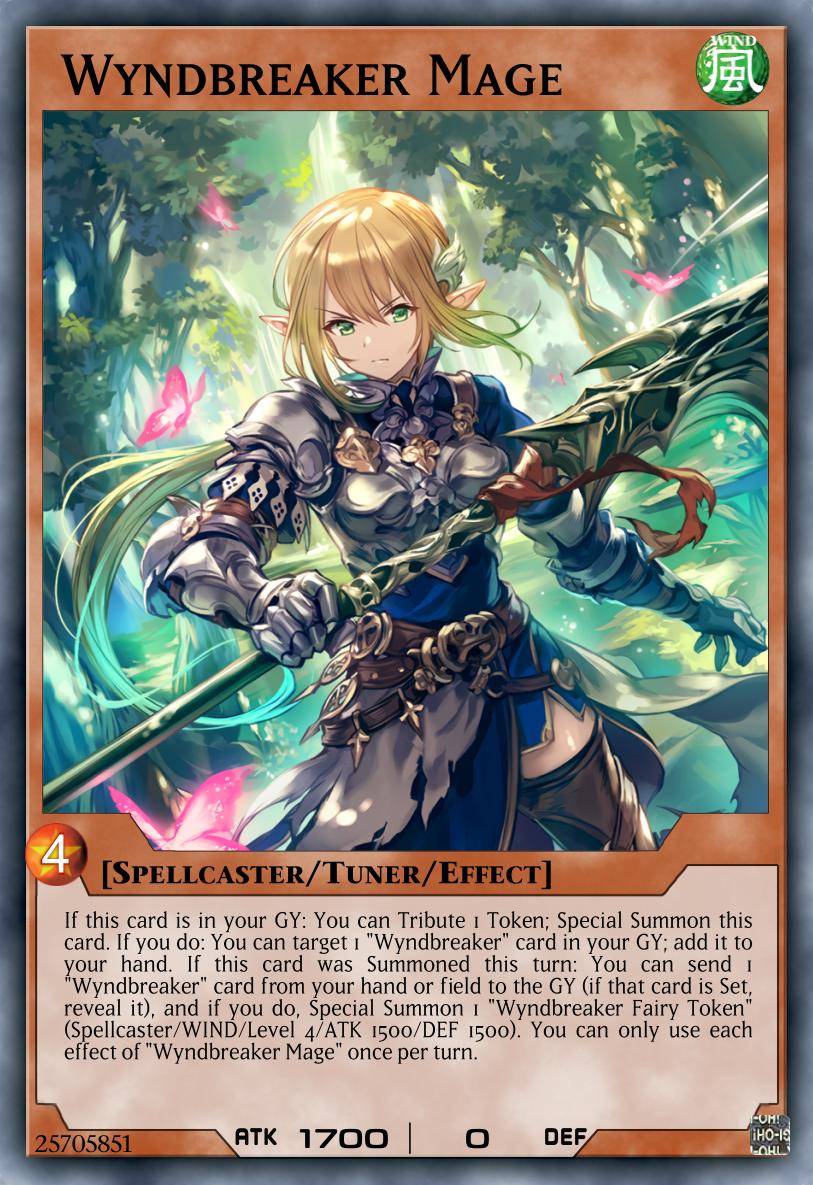 Wyndbreaker Mage
WIND
風
4
[Spellcaster/Tuner/Effect]
If this card is in your GY: You can Tribute 1 Token; Special Summon this
card. If you do: You can target 1 "Wyndbreaker" card in your GY; add it to
your hand. If this card was Summoned this turn: You can send 1
"Wyndbreaker" card from your hand or field to the GY (if that card is Set,
reveal it), and if you do, Special Summon 1 "Wyndbreaker Fairy Token"
(Spellcaster/WIND/Level 4/ATK 1500/DEF 1500). You can only use each
effect of "Wyndbreaker Mage" once per turn.
25705851
ATK 1700 | 0 DEF